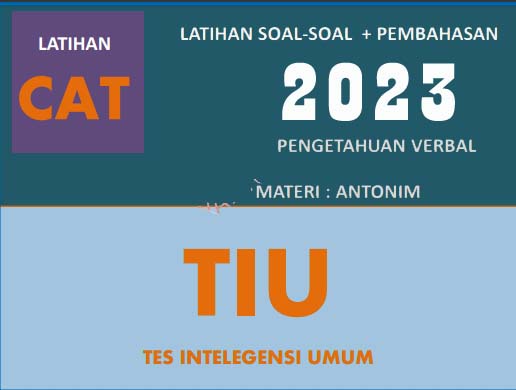 LATIHAN
CAT
LATIHAN SOAL-SOAL + PEMBAHASAN
2023
PENGETAHUAN VERBAL
MATERI : ANTONIM
TIU
TES INTELEGENSI UMUM